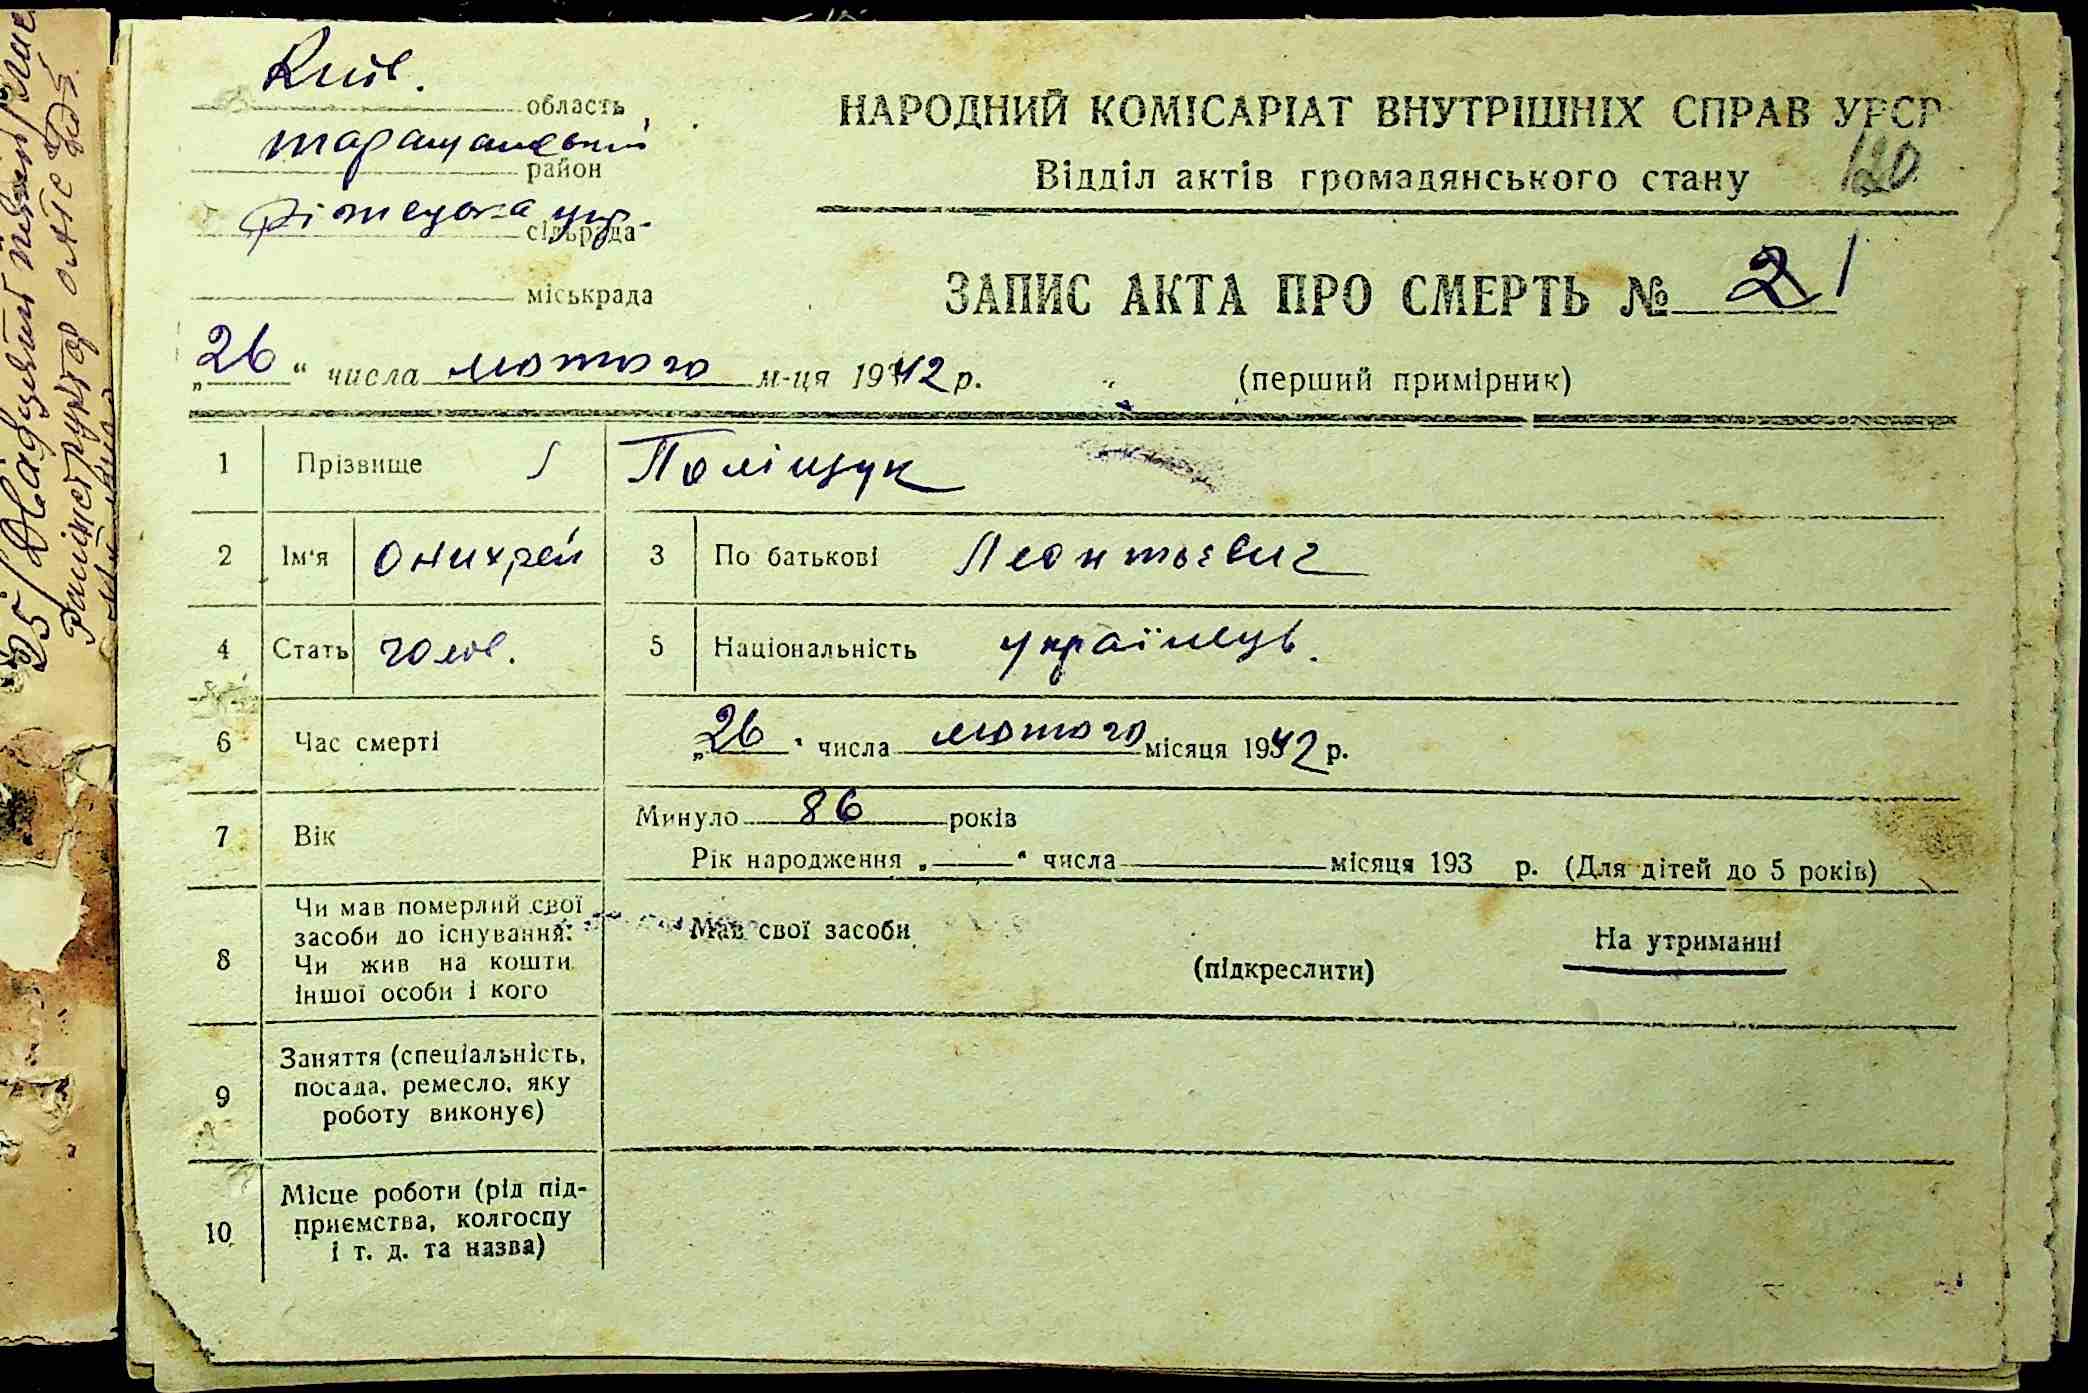 Київ. область
таращанський район
сільрада
міськрада
НАРОДНИЙ КОМІСАРІАТ ВНУТРІШНІХ СПРАВ УРСР
Відділ актів громадянського стану
120
ЗАПИС АКТА ПРО СМЕРТЬ № 21
„26“ числа лютого м-ця 1942 р.
(перший примірник)
1 Прізвище Поліщук
2 Ім'я Онихрей 3 По батькові Леонтьевич
4 Стать чолов. 5 Національність українець.
6 Час смерті „26“ числа лютого місяця 1942 р.
7 Вік Минуло 86 років
Рік народження „ “ числа місяця 193 р. (Для дітей до 5 років)
8 Чи мав померлий свої
засоби до існування:
Чи жив на кошти
іншої особи і кого
Мав свої засоби
(підкреслити)
На утриманні
9 Заняття (спеціальність,
посада, ремесло, яку
роботу виконує)
10 Місце роботи (рід під-
приємства, колгоспу
і т. д. та назва)